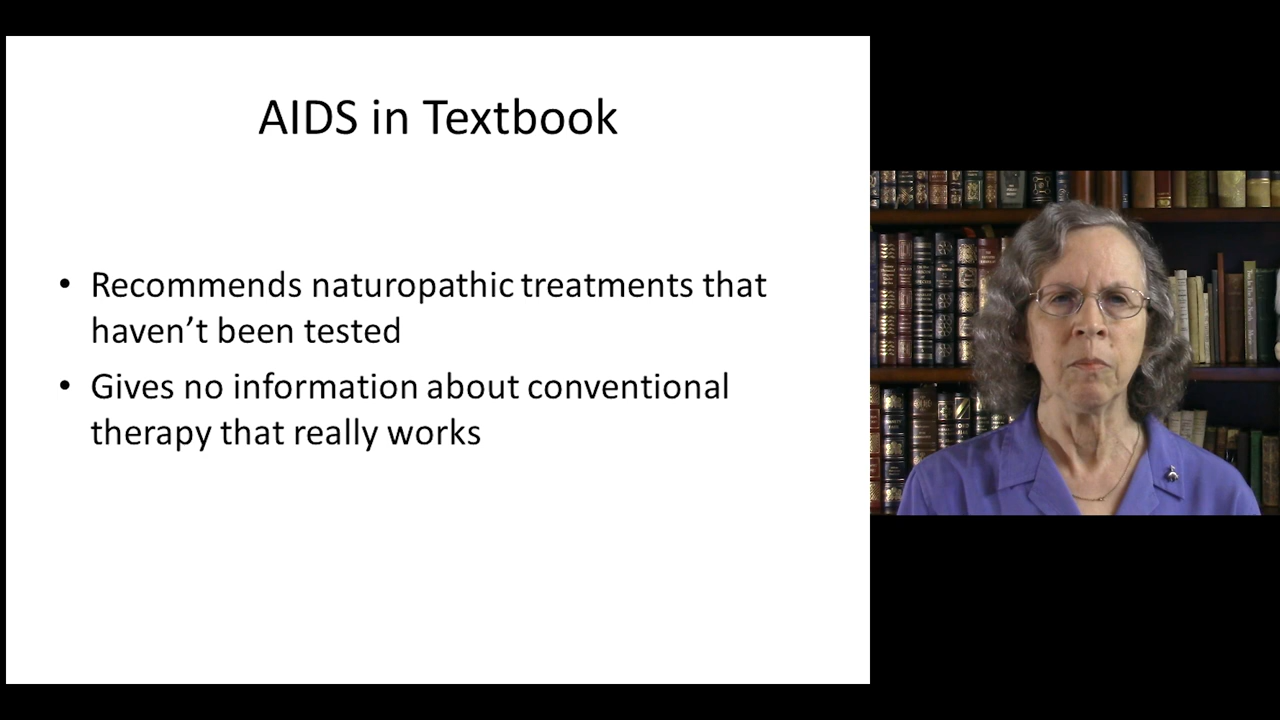 AIDS in Textbook
• Recommends naturopathic treatments that
haven’t been tested
• Gives no information about conventional
therapy that really works